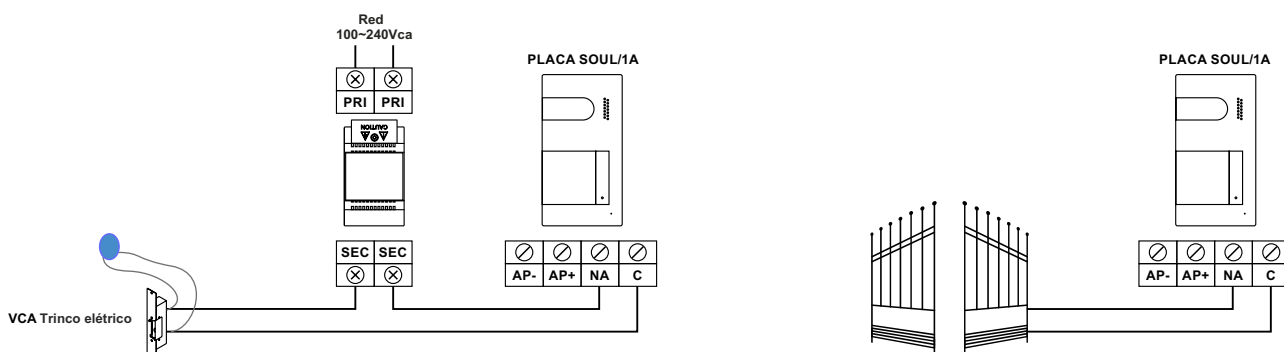 Red
100~240Vca
PLACA SOUL/1A
PRI PRI
CAUTION
SEC SEC
AP- AP+ NA C
VCA Trinco elétrico
PLACA SOUL/1A
AP- AP+ NA C